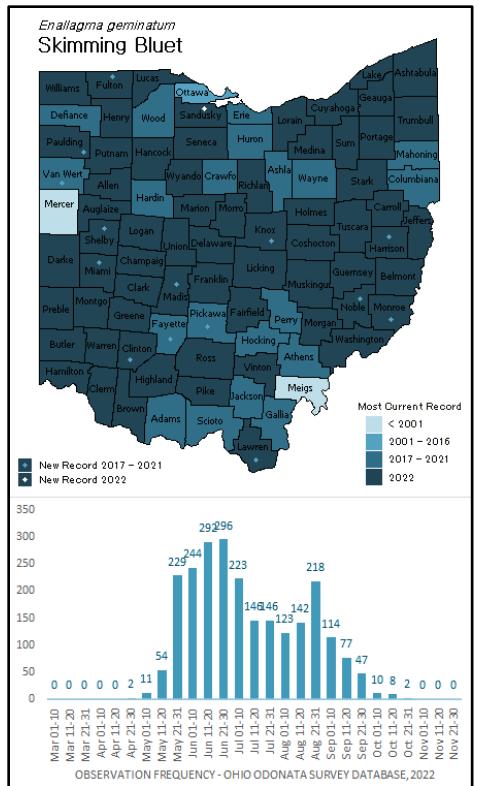 Enallagma geminatum
Skimming Bluet
Lake Ashtabula
Williams Fulton Lucas
Ottawa
Geauga
Cuyahoga
Defiance Henry Wood Sandusky Erie Lorain Trumbull
Huron Portage
Paulding Seneca Medina Sum
Putnam Hancock Mahoning
Van Wert Wyando Crawfo Richlan Ashla Wayne Stark Columbiana
Allen
Hardin
Mercer Auglaize Marion Morro Holmes Carroll
Jeffers
Logan Tuscara
Shelby Union Delaware Knox Coshocton Harrison
Darke Champaig Licking Guernsey Belmont
Miami Franklin Muskingu
Clark Madis
Preble Montgo Noble Monroe
Greene Pickawa Fairfield Perry Morgan
Fayette Washington
Butler Warren Clinton Hocking
Ross Athens
Hamilton Vinton
Clerm Highland Pike Meigs
Brown Jackson
Adams Scioto Gallia
Lawren
Most Current Record
< 2001
2001 - 2016
2017 - 2021
2022
New Record 2017 - 2021
New Record 2022
350
300
250
200
150
100
50
0
0 0 0 0 0 2 11 54 229 244 292 296 223 146 146 123 142 218 114 77 47 10 8 2 0 0 0
Mar 01-10
Mar 11-20
Mar 21-31
Apr 01-10
Apr 11-20
Apr 21-30
May 01-10
May 11-20
May 21-31
Jun 01-10
Jun 11-20
Jun 21-30
Jul 01-10
Jul 11-20
Jul 21-31
Aug 01-10
Aug 11-20
Aug 21-31
Sep 01-10
Sep 11-20
Sep 21-30
Oct 01-10
Oct 11-20
Oct 21-31
Nov 01-10
Nov 11-20
Nov 21-30
OBSERVATION FREQUENCY - OHIO ODONATA SURVEY DATABASE, 2022